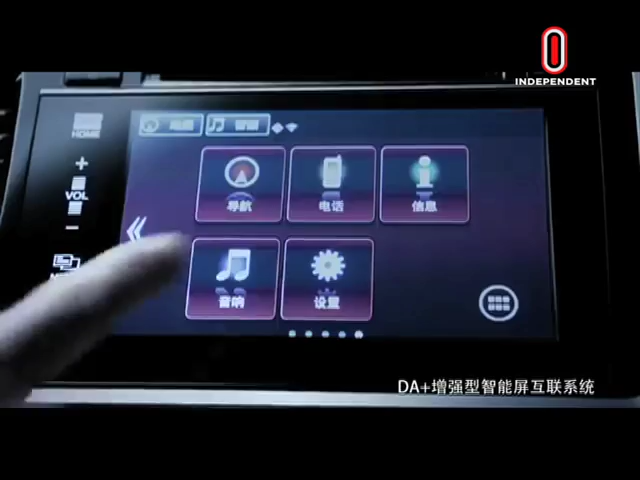 INDEPENDENT
HOME
+
VOL
−
导航
电话
信息
音响
设置
DA+增强型智能屏互联系统